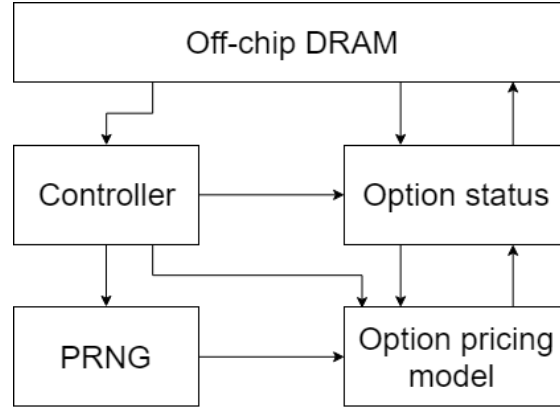 Off-chip DRAM
Controller
Option status
PRNG
Option pricing
model